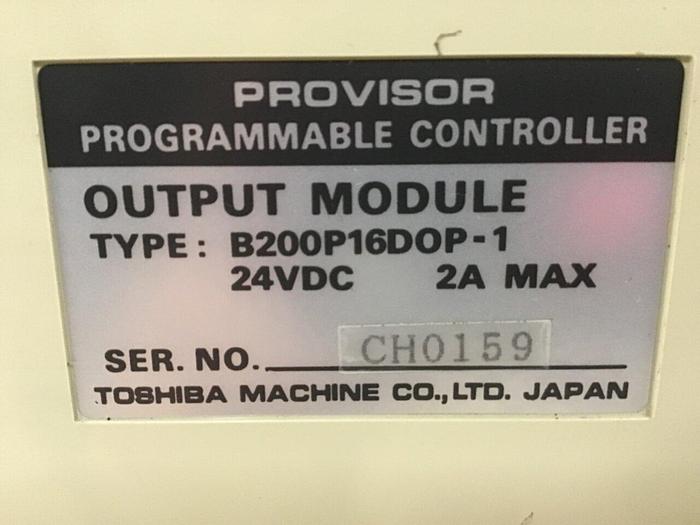 PROVISOR
PROGRAMMABLE CONTROLLER
OUTPUT MODULE
TYPE: B200P16DOP-1
24VDC 2A MAX
SER. NO. CH0159
TOSHIBA MACHINE CO.,LTD. JAPAN